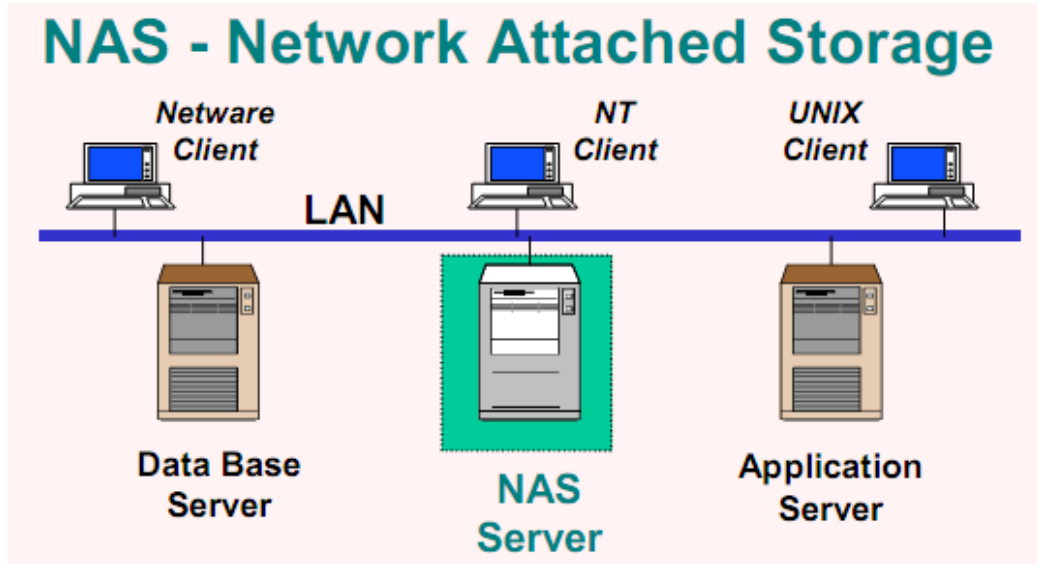 NAS - Network Attached Storage
Netware
Client
NT
Client
UNIX
Client
LAN
Data Base
Server
NAS
Server
Application
Server